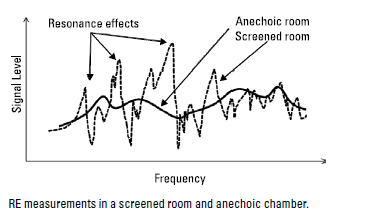 Resonance effects
Anechoic room
Screened room
Signal Level
Frequency
RE measurements in a screened room and anechoic chamber.